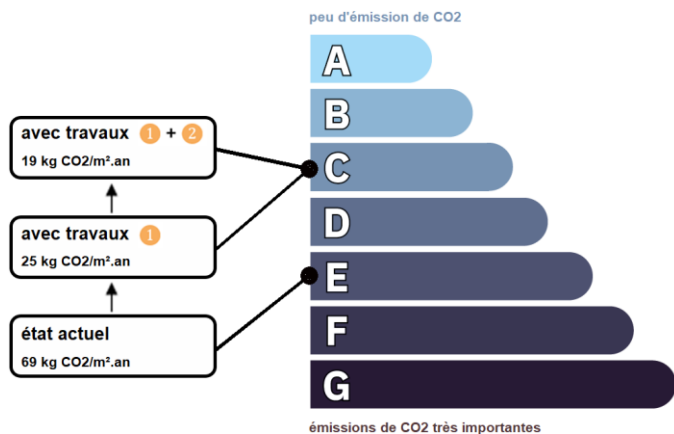 peu d'émission de CO2
A
B
C
D
E
F
G
émissions de CO2 très importantes
avec travaux 1 + 2
19 kg CO2/m².an
avec travaux 1
25 kg CO2/m².an
état actuel
69 kg CO2/m².an